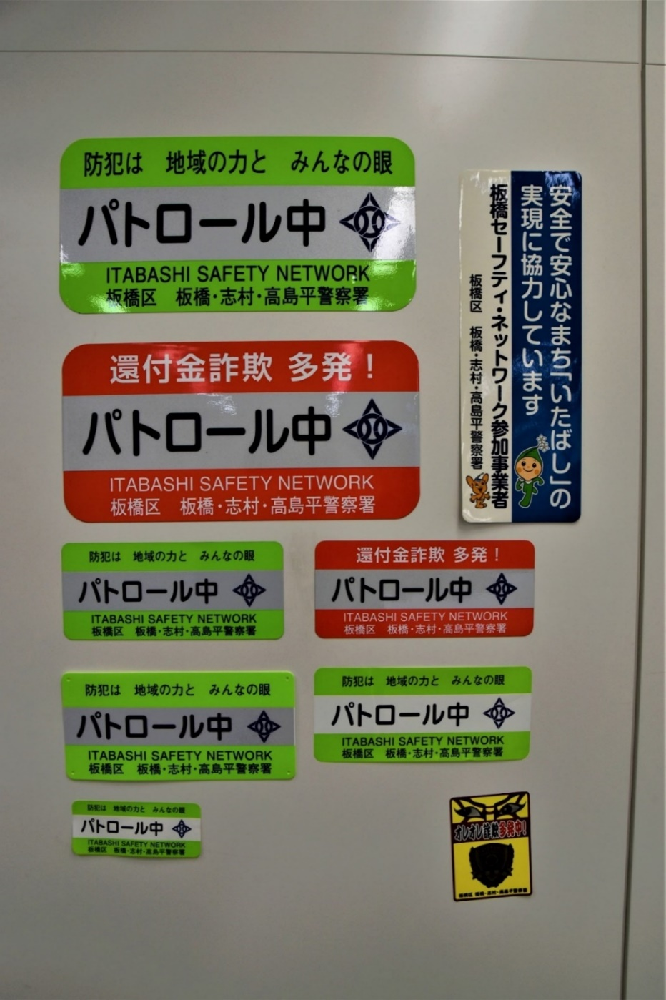 防犯は 地域の力と みんなの眼
パトロール中
ITABASHI SAFETY NETWORK
板橋区 板橋・志村・高島平警察署
還付金詐欺 多発！
パトロール中
ITABASHI SAFETY NETWORK
板橋区 板橋・志村・高島平警察署
安全で安心なまち「いたばし」の
実現に協力しています
板橋セーフティ・ネットワーク参加事業者
板橋区 板橋・志村・高島平警察署
防犯は 地域の力と みんなの眼
パトロール中
ITABASHI SAFETY NETWORK
板橋区 板橋・志村・高島平警察署
還付金詐欺 多発！
パトロール中
ITABASHI SAFETY NETWORK
板橋区 板橋・志村・高島平警察署
防犯は 地域の力と みんなの眼
パトロール中
ITABASHI SAFETY NETWORK
板橋区 板橋・志村・高島平警察署
防犯は 地域の力と みんなの眼
パトロール中
ITABASHI SAFETY NETWORK
板橋区 板橋・志村・高島平警察署
防犯は 地域の力と みんなの眼
パトロール中
ITABASHI SAFETY NETWORK
板橋区 板橋・志村・高島平警察署
オレオレ詐欺多発中!
板橋区 板橋・志村・高島平警察署